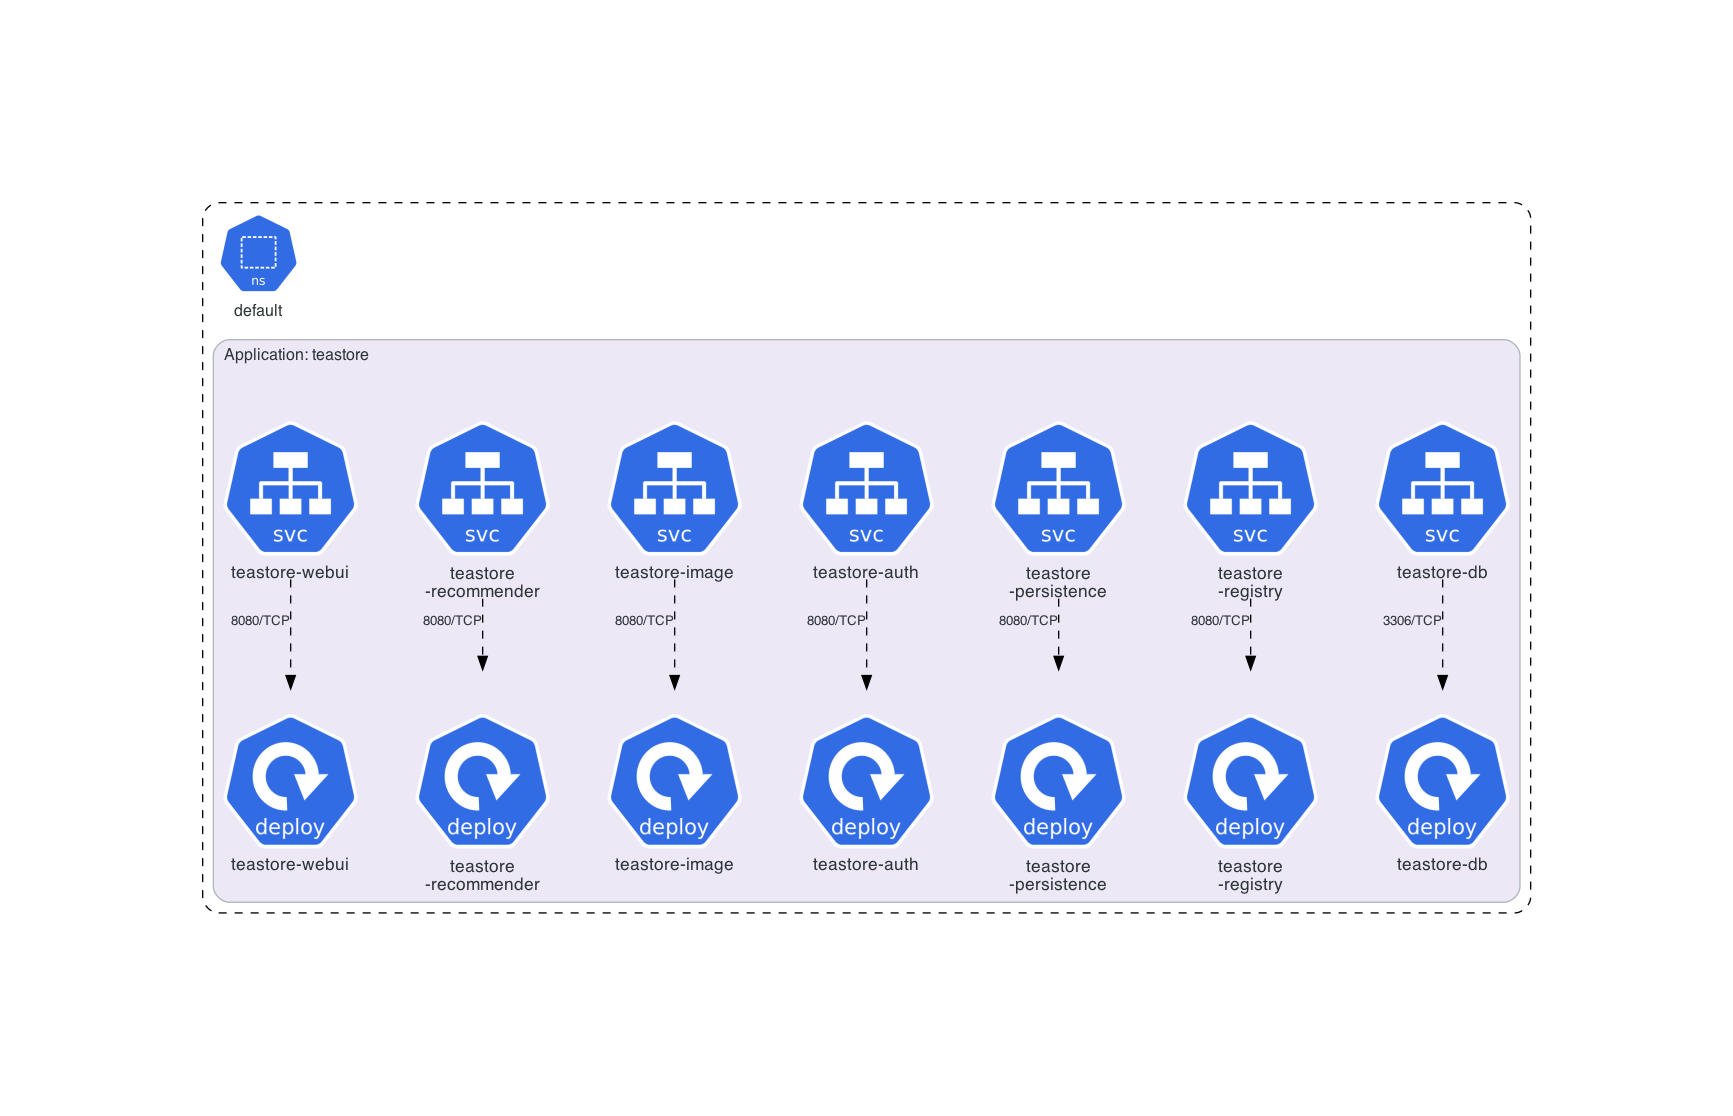 ns
default
Application: teastore
svc svc svc svc svc svc svc
teastore-webui teastore teastore-image teastore-auth teastore teastore teastore-db
-recommender -persistence -registry
8080/TCP 8080/TCP 8080/TCP 8080/TCP 8080/TCP 8080/TCP 3306/TCP
deploy deploy deploy deploy deploy deploy deploy
teastore-webui teastore teastore-image teastore-auth teastore teastore teastore-db
-recommender -persistence -registry